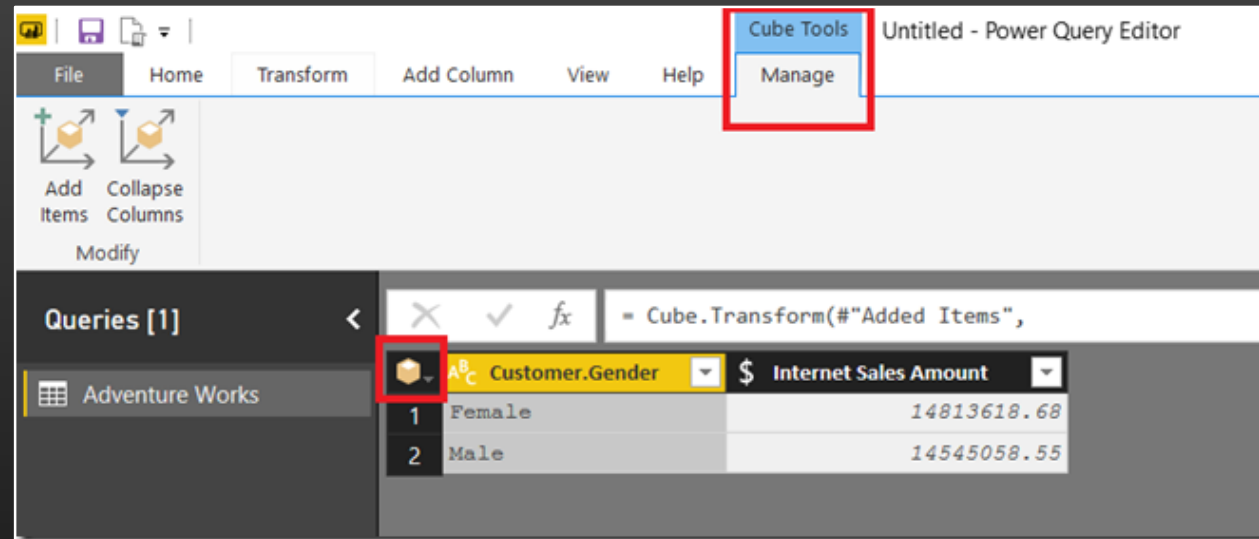 Cube Tools Untitled - Power Query Editor
File Home Transform Add Column View Help Manage
Add Collapse
Items Columns
Modify
Queries [1]
fx = Cube.Transform(#"Added Items",
Adventure Works
ABC Customer.Gender $ Internet Sales Amount
1 Female 14813618.68
2 Male 14545058.55